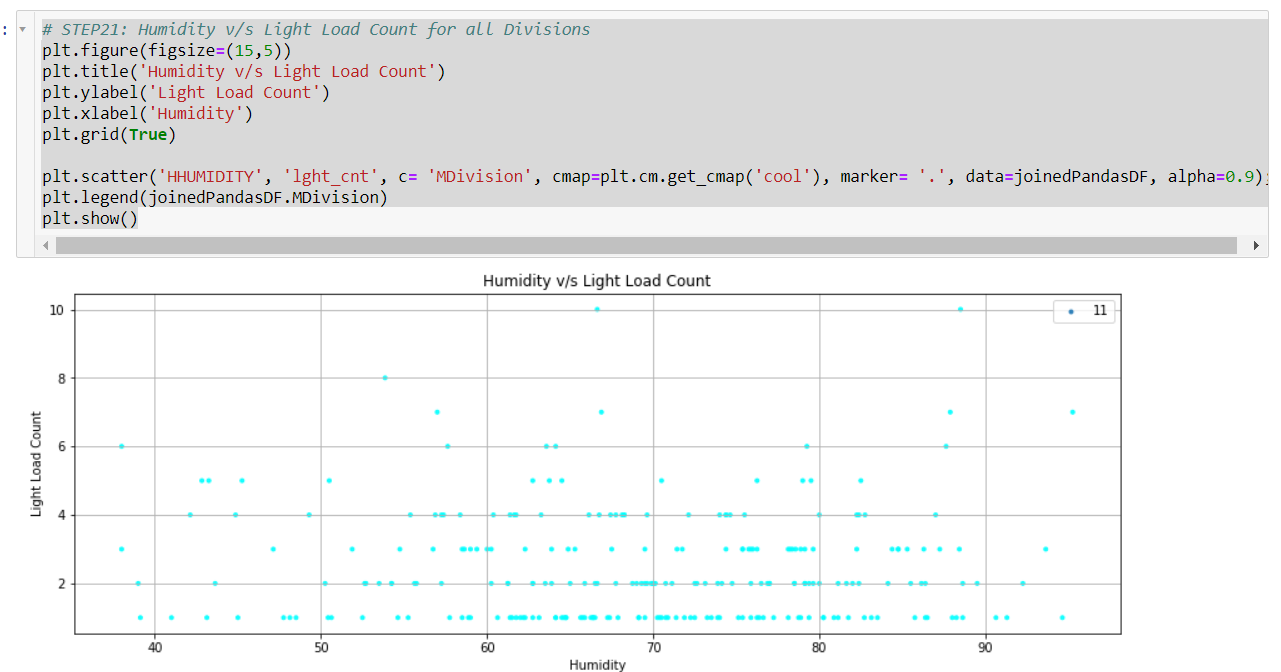 # STEP21: Humidity v/s Light Load Count for all Divisions
plt.figure(figsize=(15,5))
plt.title('Humidity v/s Light Load Count')
plt.ylabel('Light Load Count')
plt.xlabel('Humidity')
plt.grid(True)
plt.scatter('HHUMIDITY', 'lght_cnt', c= 'MDivision', cmap=plt.cm.get_cmap('cool'), marker= '.', data=joinedPandasDF, alpha=0.9);
plt.legend(joinedPandasDF.MDivision)
plt.show()
Humidity v/s Light Load Count
11
10
8
6
4
2
Light Load Count
40 50 60 70 80 90
Humidity